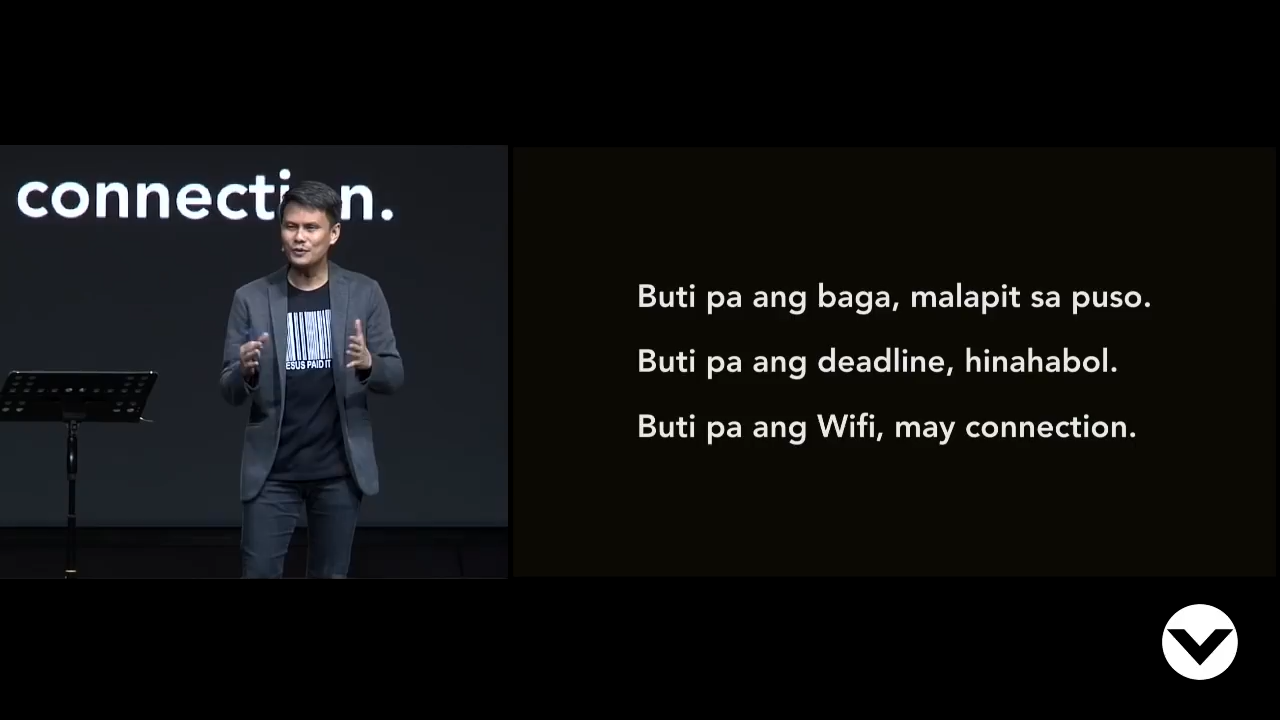 connection.
JESUS PAID IT
Buti pa ang baga, malapit sa puso.
Buti pa ang deadline, hinahabol.
Buti pa ang Wifi, may connection.